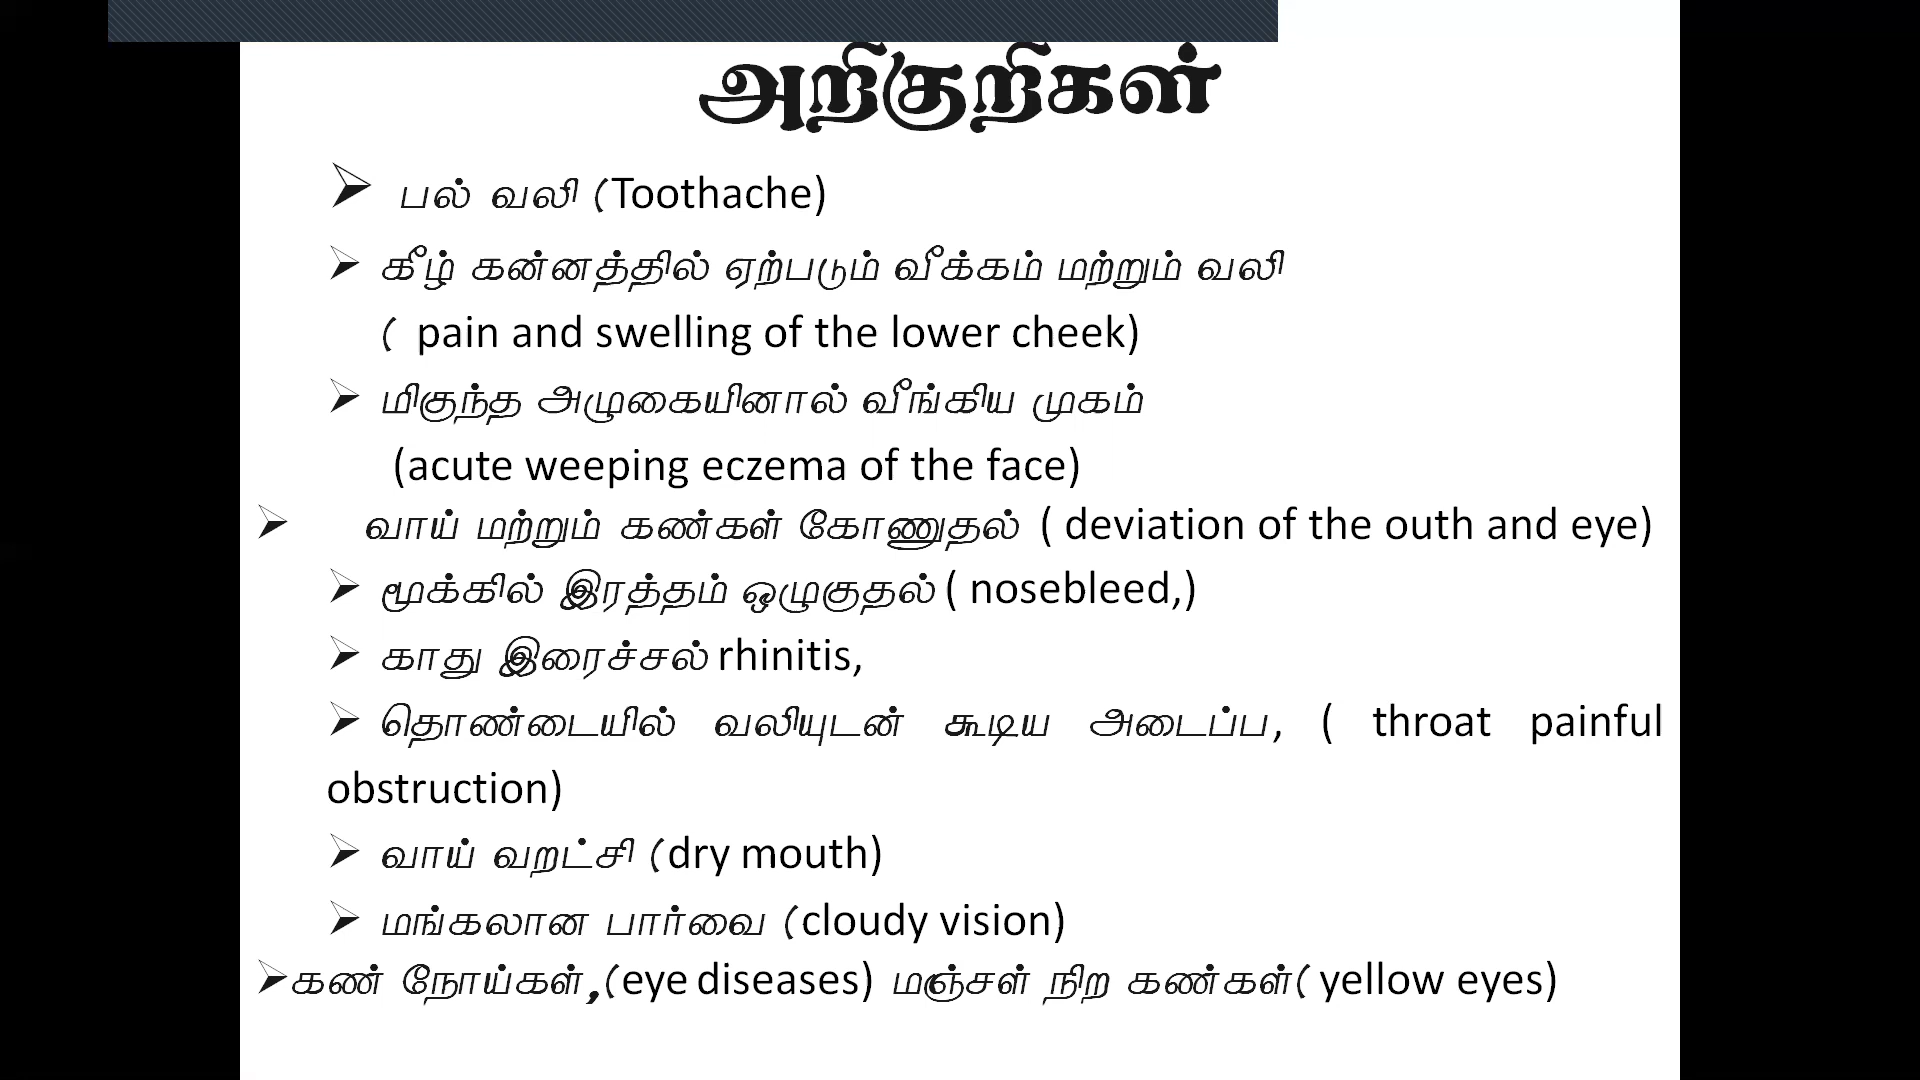 அறிகுறிகள்
பல் வலி (Toothache)
கீழ் கன்னத்தில் ஏற்படும் வீக்கம் மற்றும் வலி
( pain and swelling of the lower cheek)
மிகுந்த அழுகையினால் வீங்கிய முகம்
(acute weeping eczema of the face)
வாய் மற்றும் கண்கள் கோணுதல் ( deviation of the outh and eye)
மூக்கில் இரத்தம் ஒழுகுதல் ( nosebleed,)
காது இரைச்சல் rhinitis,
தொண்டையில் வலியுடன் கூடிய அடைப்ப, ( throat painful
obstruction)
வாய் வறட்சி (dry mouth)
மங்கலான பார்வை (cloudy vision)
கண் நோய்கள்,(eye diseases) மஞ்சள் நிற கண்கள்( yellow eyes)